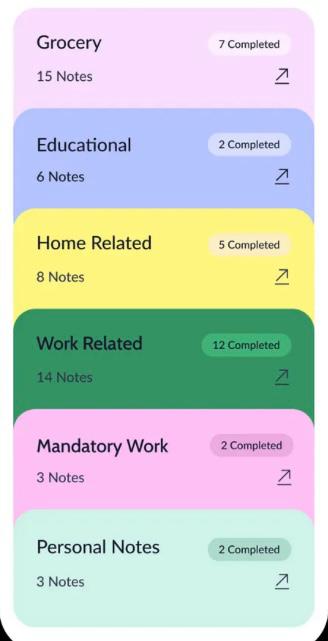 Grocery
7 Completed
15 Notes
Educational
2 Completed
6 Notes
Home Related
5 Completed
8 Notes
Work Related
12 Completed
14 Notes
Mandatory Work
2 Completed
3 Notes
Personal Notes
2 Completed
3 Notes